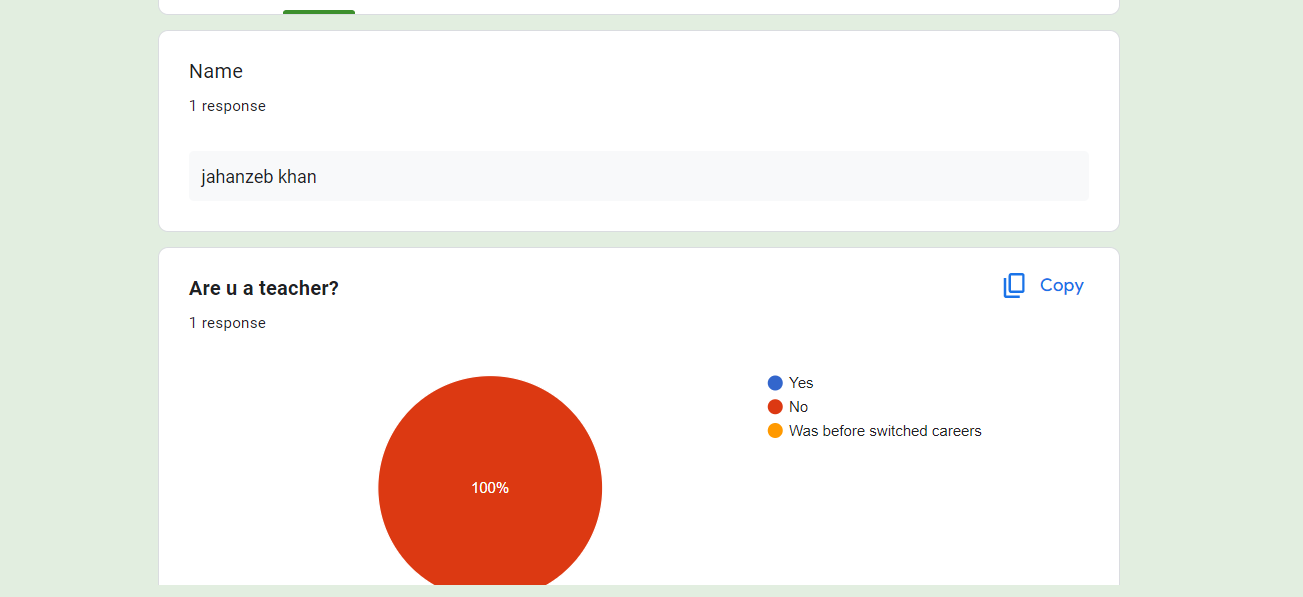 Name
1 response
jahanzeb khan
Are u a teacher?
Copy
1 response
Yes
No
Was before switched careers
100%